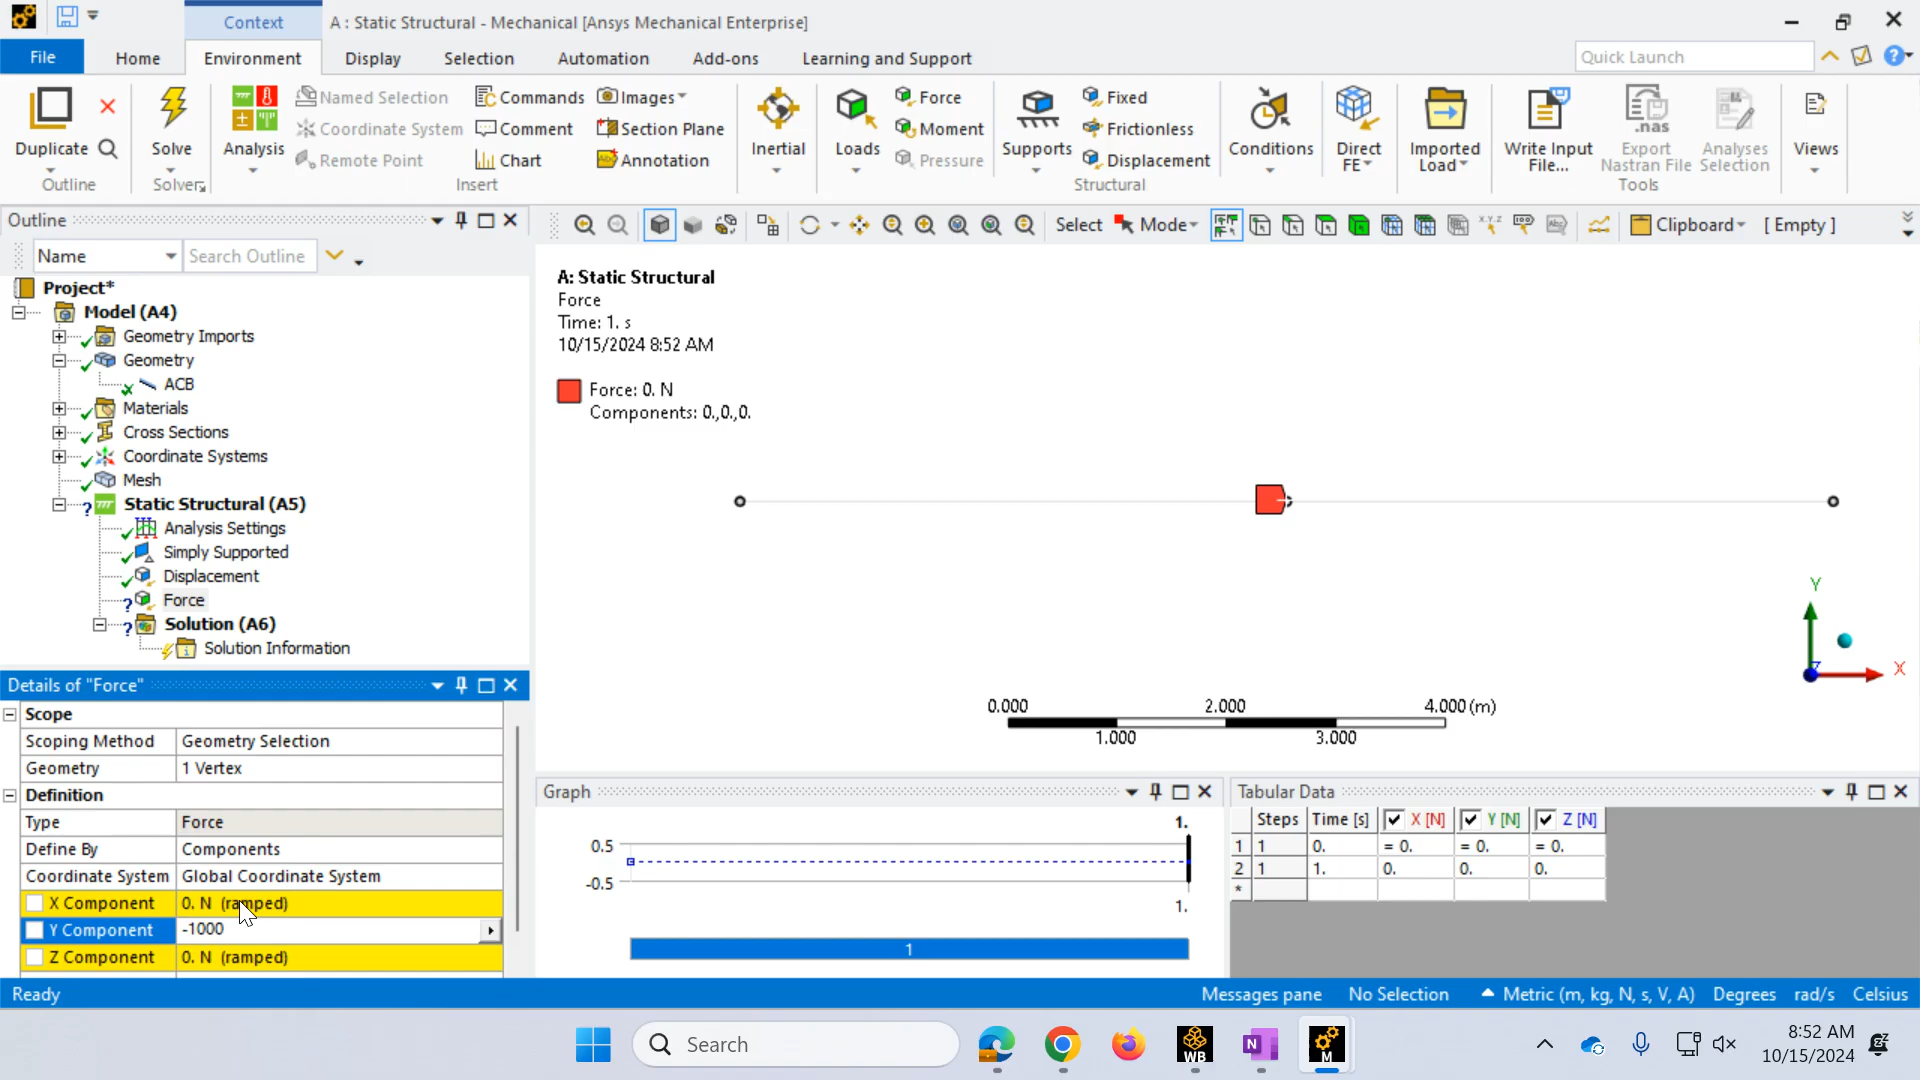 Context
A : Static Structural - Mechanical [Ansys Mechanical Enterprise]
File
Home
Environment
Display
Selection
Automation
Add-ons
Learning and Support
Quick Launch
Duplicate
Outline
Solve
Solver
Analysis
Named Selection
Coordinate System
Remote Point
Commands
Comment
Chart
Images
Section Plane
Annotation
Insert
Inertial
Loads
Force
Moment
Pressure
Supports
Fixed
Frictionless
Displacement
Structural
Conditions
Direct
FE
Imported
Load
Write Input
File...
.nas
Export
Nastran File
Analyses
Selection
Tools
Views
Outline
Name
Search Outline
Select
Mode
Clipboard
[ Empty ]
Project*
Model (A4)
Geometry Imports
Geometry
ACB
Materials
Cross Sections
Coordinate Systems
Mesh
Static Structural (A5)
Analysis Settings
Simply Supported
Displacement
Force
Solution (A6)
Solution Information
A: Static Structural
Force
Time: 1. s
10/15/2024 8:52 AM
Force: 0. N
Components: 0.,0.,0.
Y
X
Z
0.000 2.000 4.000 (m)
1.000 3.000
Details of "Force"
Scope
Scoping Method Geometry Selection
Geometry 1 Vertex
Definition
Type Force
Define By Components
Coordinate System Global Coordinate System
X Component 0. N (ramped)
Y Component -1000
Z Component 0. N (ramped)
Graph
1.
0.5
-0.5
1.
1
Tabular Data
Steps Time [s] X [N] Y [N] Z [N]
1 1 0. = 0. = 0. = 0.
2 1 1. 0. 0. 0.
*
Ready
Messages pane
No Selection
Metric (m, kg, N, s, V, A)
Degrees
rad/s
Celsius
Search
WB
N
M
8:52 AM
10/15/2024